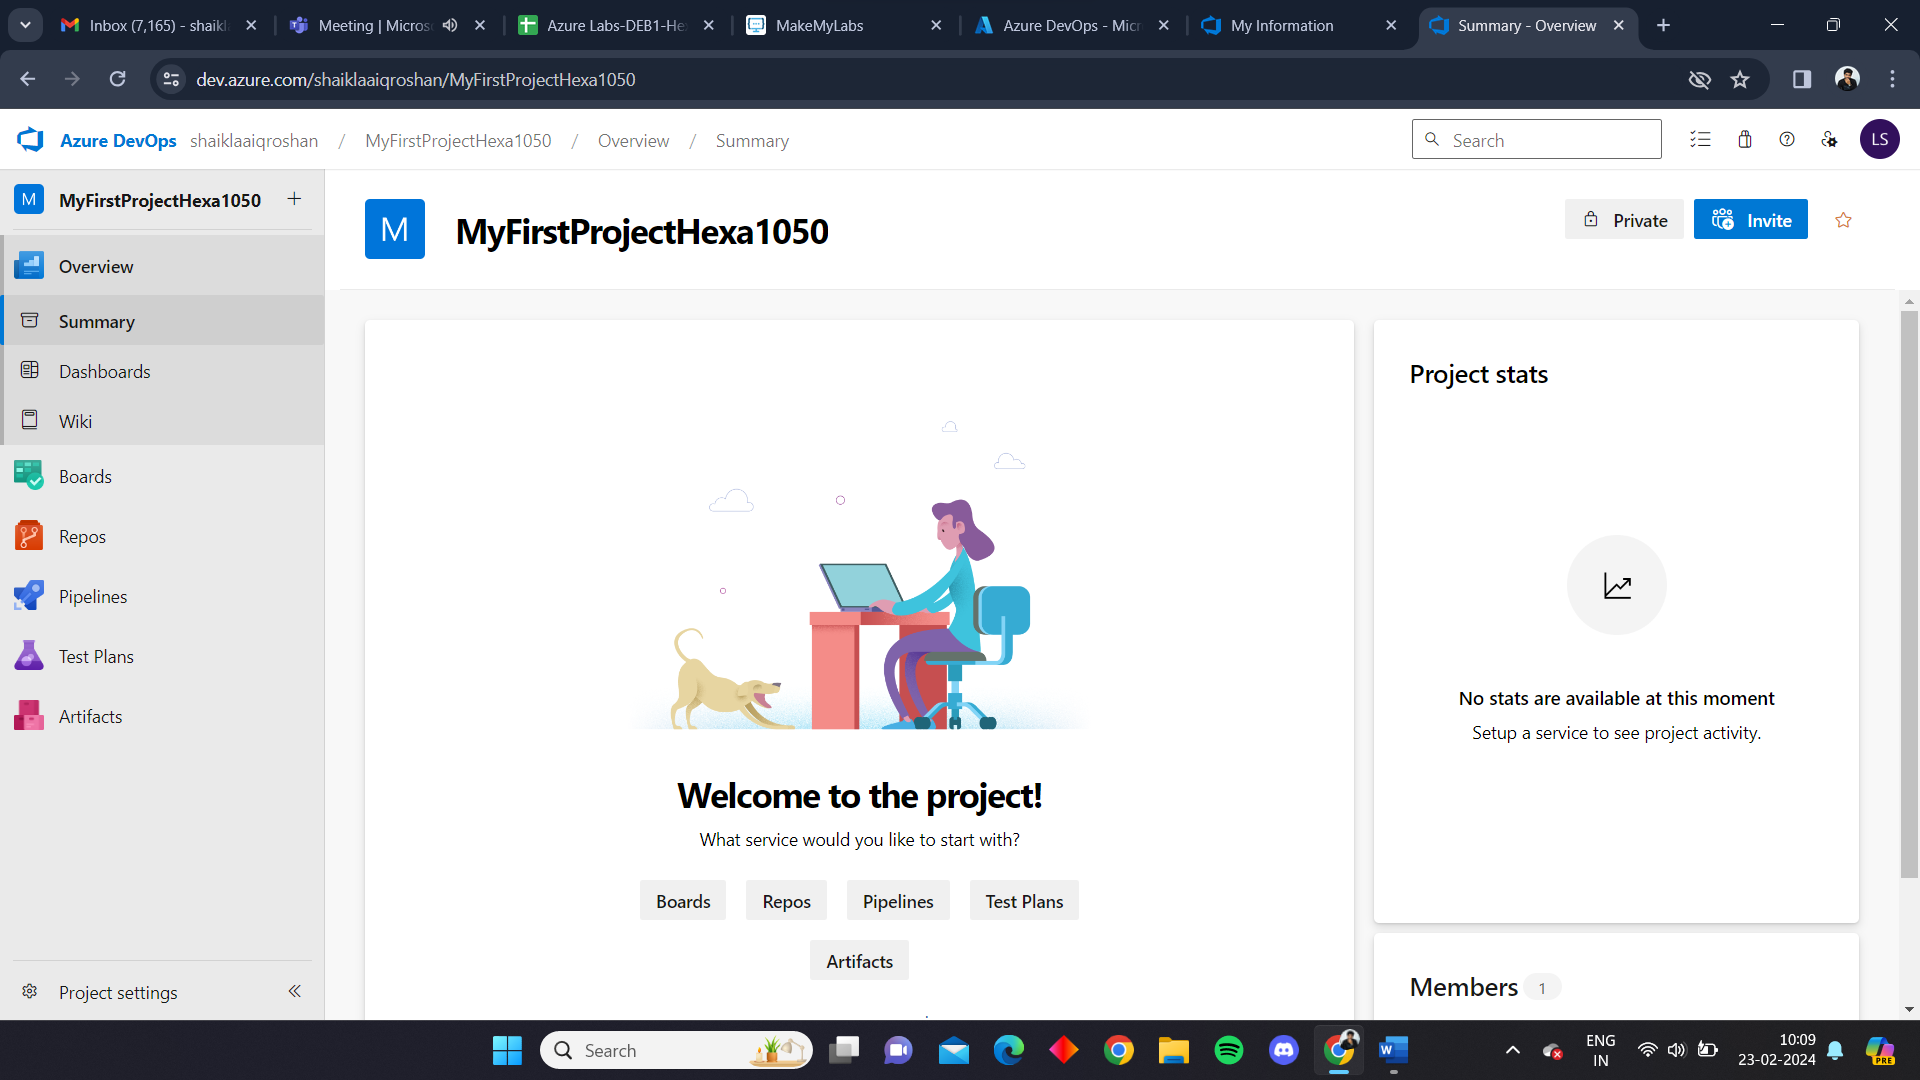 Inbox (7,165) - shaikl
Meeting | Micros
Azure Labs-DEB1-He
MakeMyLabs
Azure DevOps - Micr
My Information
Summary - Overview
dev.azure.com/shaiklaaiqroshan/MyFirstProjectHexa1050
Azure DevOps shaiklaaiqroshan / MyFirstProjectHexa1050 / Overview / Summary
Search
LS
M MyFirstProjectHexa1050
Overview
Summary
Dashboards
Wiki
Boards
Repos
Pipelines
Test Plans
Artifacts
Project settings
M MyFirstProjectHexa1050
Private
Invite
Welcome to the project!
What service would you like to start with?
Boards Repos Pipelines Test Plans
Artifacts
Project stats
No stats are available at this moment
Setup a service to see project activity.
Members 1
Search
W
ENG
IN
10:09
23-02-2024
PRE